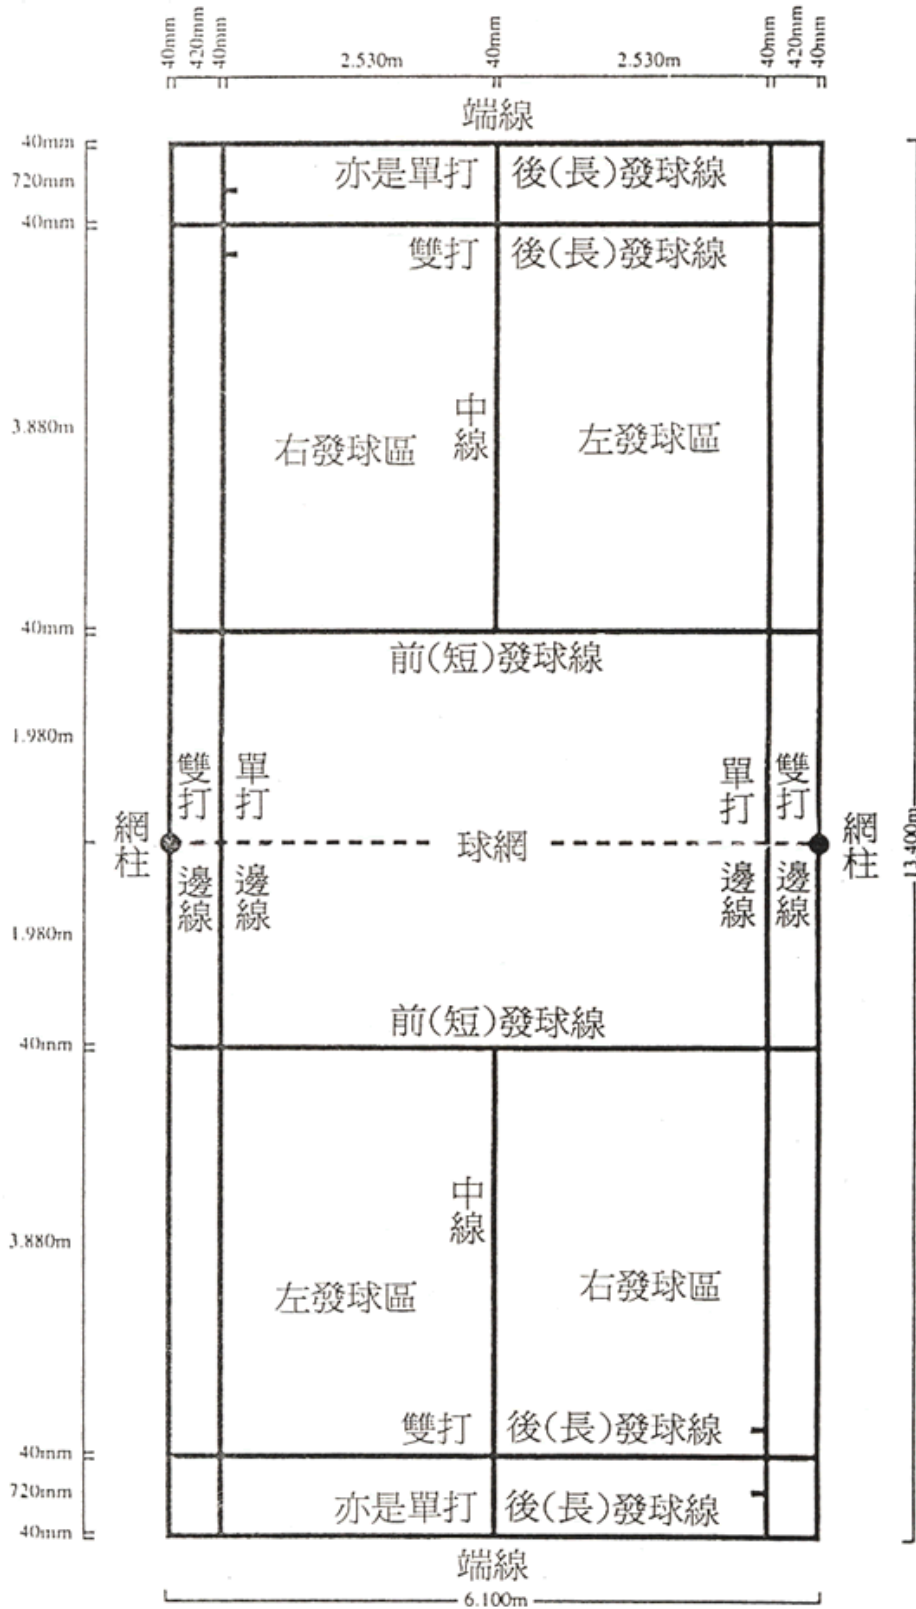 40mm 420mm 40mm 2.530m 40mm 2.530m 40mm 420mm 40mm
端線
40mm
亦是單打 後(長)發球線
720mm
40mm
雙打 後(長)發球線
3.880m
中線
右發球區
左發球區
40mm
前(短)發球線
1.980m
雙打 單打 單打 雙打
網柱 球網 網柱
13.400m
邊線 邊線 邊線 邊線
1.980m
前(短)發球線
40mm
中線
3.880m
左發球區
右發球區
雙打 後(長)發球線
40mm
720mm
亦是單打 後(長)發球線
40mm
端線
6.100m